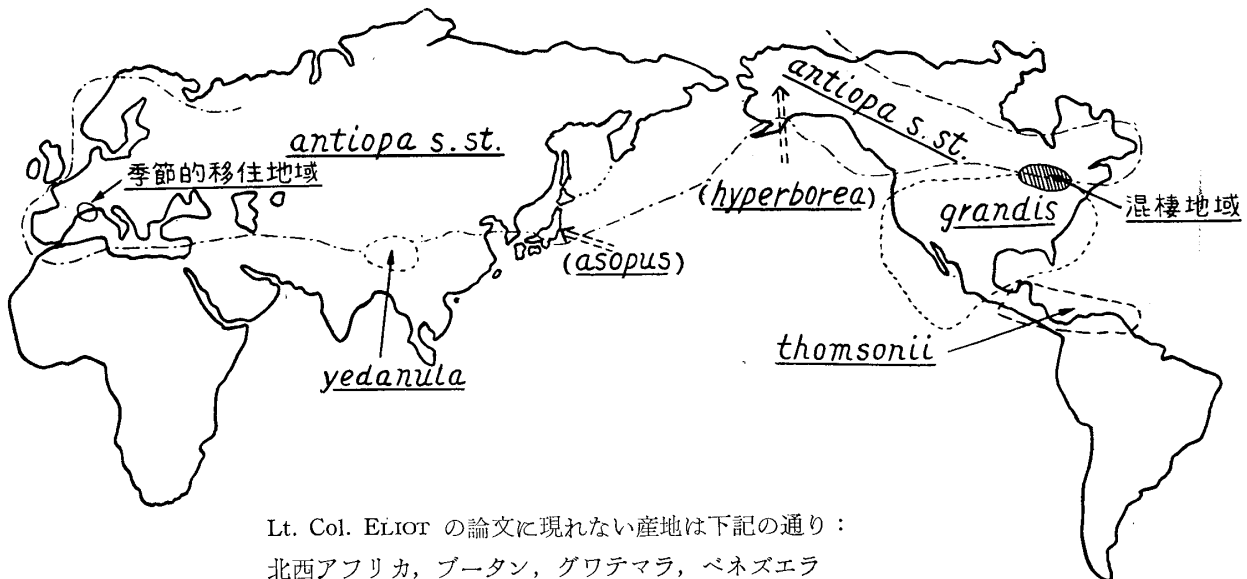 antiopa s.st.
季節的移住地域
antiopa s.st.
(hyperborea)
grandis
混棲地域
(asopus)
thomsonii
yedanula
Lt. Col. ELIOT の論文に現れない産地は下記の通り：
北西アフリカ，ブータン，グワテマラ，ベネズエラ